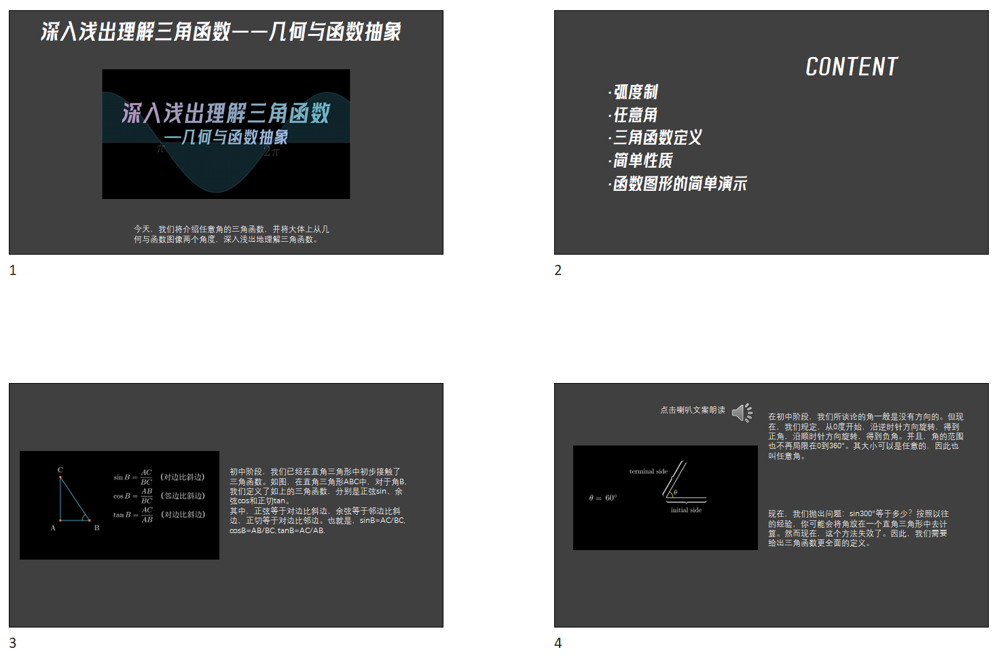 深入浅出理解三角函数——几何与函数抽象
深入浅出理解三角函数
—几何与函数抽象
π
2π
今天，我们将介绍任意角的三角函数，并将大体上从几
何与函数图像两个角度，深入浅出地理解三角函数。
1
CONTENT
·弧度制
·任意角
·三角函数定义
·简单性质
·函数图形的简单演示
2
C
A
B
sin B = AC/BC （对边比斜边）
cos B = AB/BC （邻边比斜边）
tan B = AC/AB （对边比斜边）
初中阶段，我们已经在直角三角形中初步接触了
三角函数。如图，在直角三角形ABC中，对于角B，
我们定义了如上的三角函数，分别是正弦sin、余
弦cos和正切tan。
其中，正弦等于对边比斜边，余弦等于邻边比斜
边，正切等于对边比邻边。也就是，sinB=AC/BC,
cosB=AB/BC, tanB=AC/AB.
3
点击喇叭文案朗读
terminal side
θ
θ = 60°
initial side
在初中阶段，我们所谈论的角一般是没有方向的。但现
在，我们规定，从0度开始，沿逆时针方向旋转，得到
正角，沿顺时针方向旋转，得到负角。并且，角的范围
也不再局限在0到360°。其大小可以是任意的，因此也
叫任意角。
现在，我们抛出问题：sin300°等于多少？按照以往
的经验，你可能会将角放在一个直角三角形中去计
算。然而现在，这个方法失效了。因此，我们需要
给出三角函数更全面的定义。
4